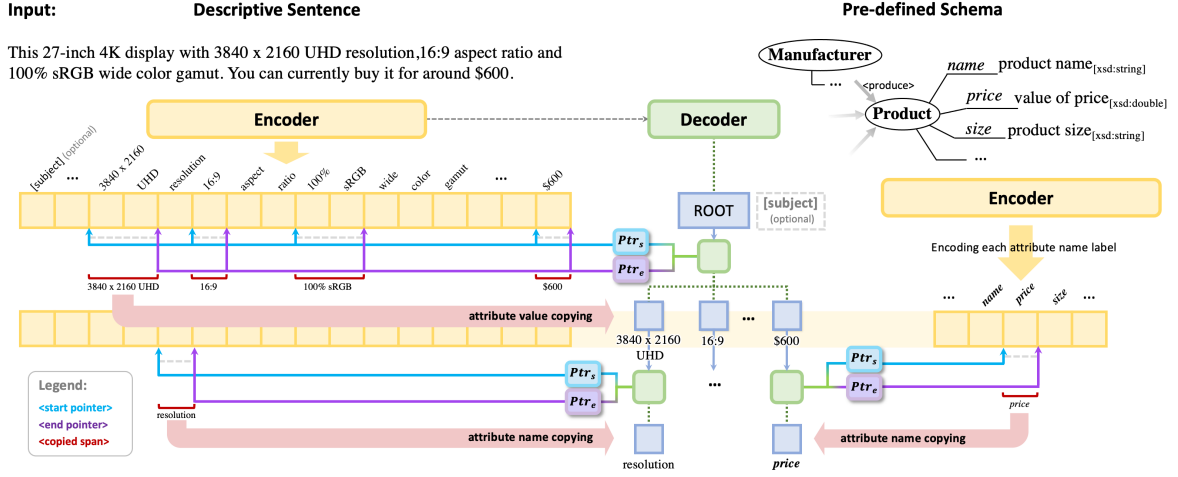 Input:
Descriptive Sentence
Pre-defined Schema
This 27-inch 4K display with 3840 x 2160 UHD resolution,16:9 aspect ratio and
100% sRGB wide color gamut. You can currently buy it for around $600.
Manufacturer
...
<produce>
Product
name product name[xsd:string]
price value of price[xsd:double]
size product size[xsd:string]
...
Encoder
Decoder
[subject] (optional)
...
3840 x 2160
UHD
resolution
16:9
aspect
ratio
100%
sRGB
wide
color
gamut
...
$600
ROOT
[subject]
(optional)
Encoder
Encoding each attribute name label
Ptrs
Ptre
3840 x 2160 UHD
16:9
100% sRGB
$600
attribute value copying
3840 x 2160
UHD
16:9
...
$600
...
name
price
size
...
Ptrs
Ptre
...
Ptrs
Ptre
Legend:
<start pointer>
<end pointer>
<copied span>
resolution
attribute name copying
resolution
price
attribute name copying
price